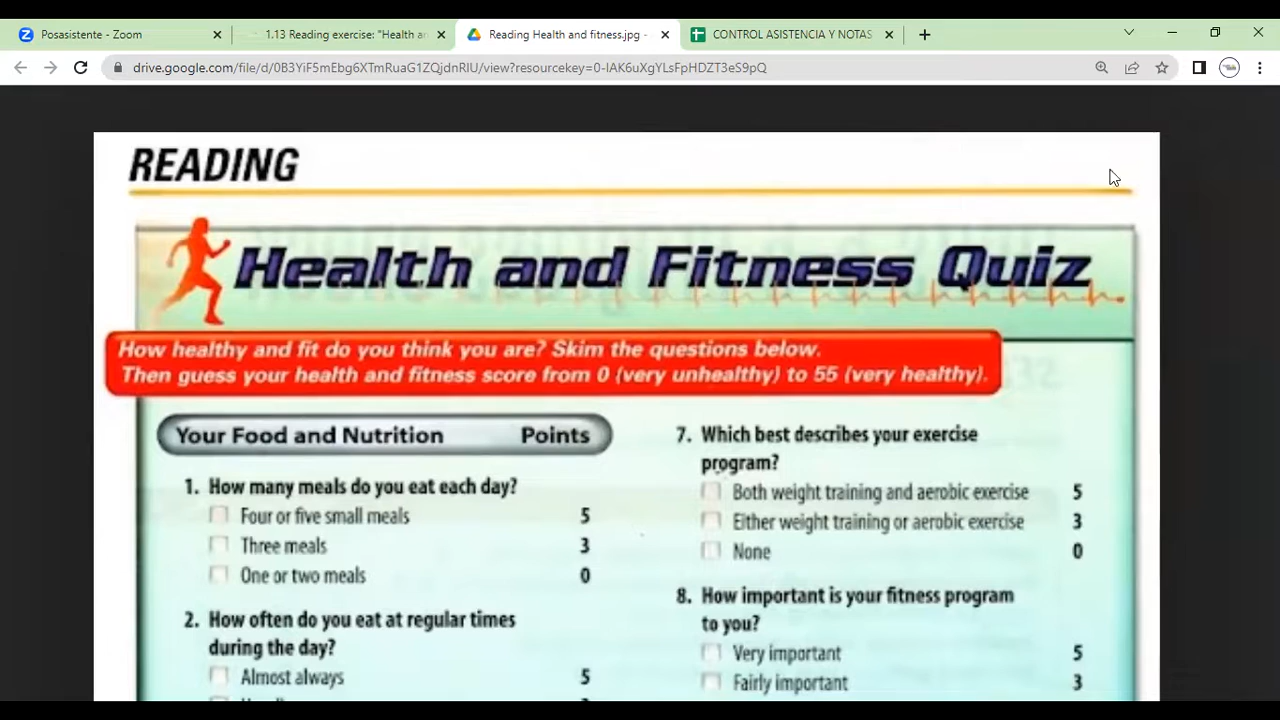 Posasistente - Zoom
1.13 Reading exercise: "Health an
Reading Health and fitness.jpg -
CONTROL ASISTENCIA Y NOTAS
drive.google.com/file/d/0B3YiF5mEbg6XTmRuaG1ZQjdnRIU/view?resourcekey=0-IAK6uXgYLsFpHDZT3eS9pQ
READING
Health and Fitness Quiz
How healthy and fit do you think you are? Skim the questions below.
Then guess your health and fitness score from 0 (very unhealthy) to 55 (very healthy).
Your Food and Nutrition Points
1. How many meals do you eat each day?
Four or five small meals 5
Three meals 3
One or two meals 0
2. How often do you eat at regular times
during the day?
Almost always 5
7. Which best describes your exercise
program?
Both weight training and aerobic exercise 5
Either weight training or aerobic exercise 3
None 0
8. How important is your fitness program
to you?
Very important 5
Fairly important 3